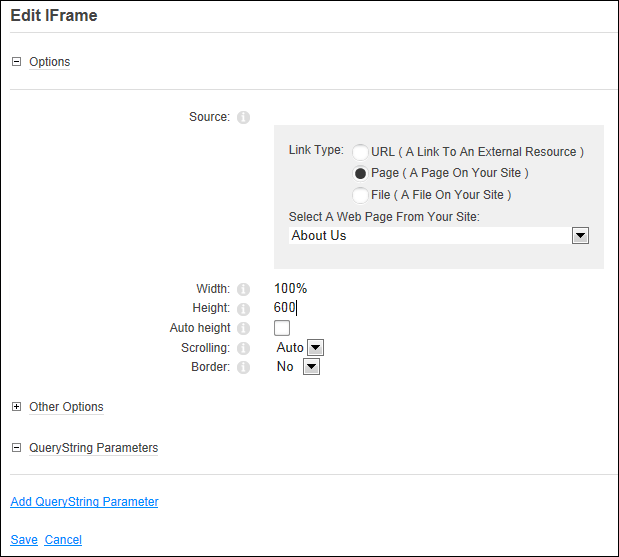 Edit IFrame
Options
Source:
Link Type: URL ( A Link To An External Resource )
Page ( A Page On Your Site )
File ( A File On Your Site )
Select A Web Page From Your Site:
About Us
Width: 100%
Height: 600
Auto height
Scrolling: Auto
Border: No
Other Options
QueryString Parameters
Add QueryString Parameter
Save Cancel